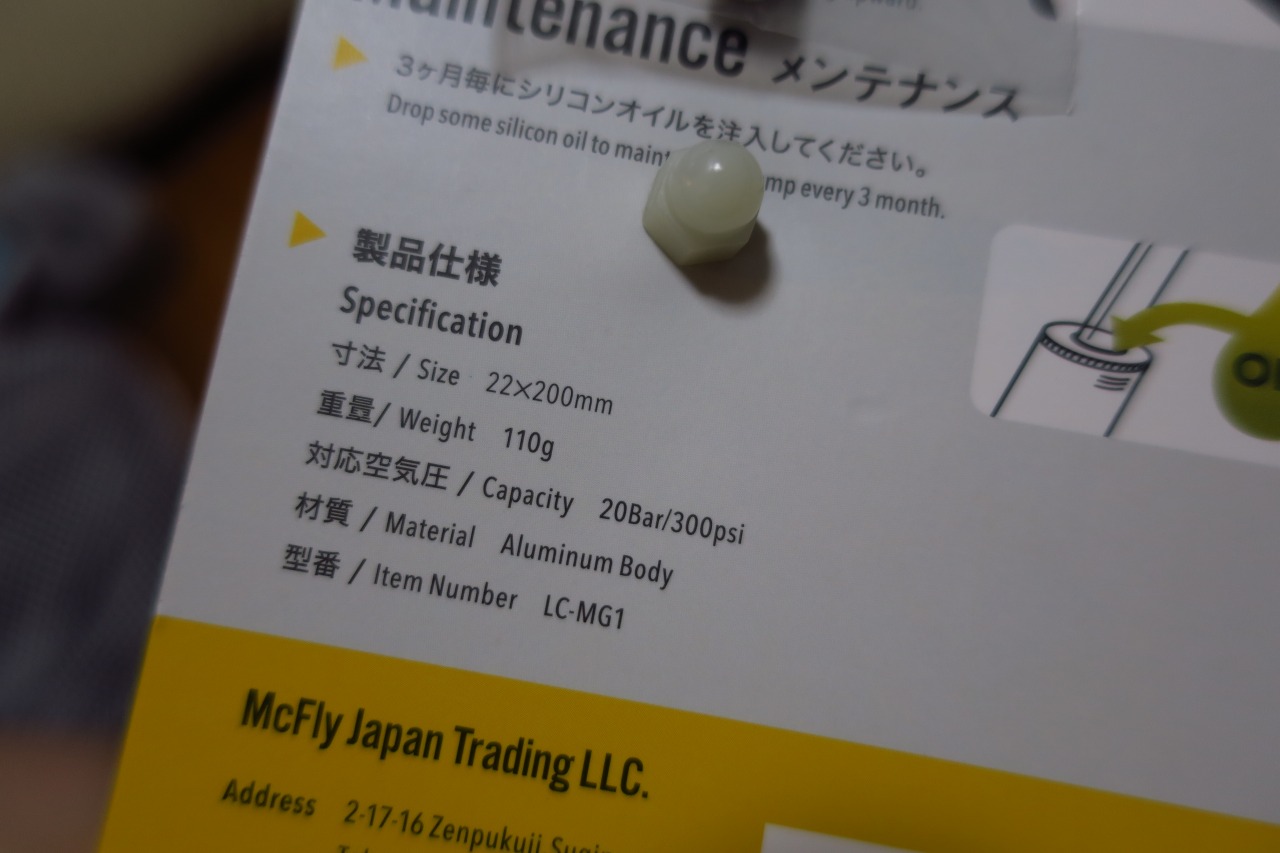 Maintenance メンテナンス
3ヶ月毎にシリコンオイルを注入してください。
Drop some silicon oil to every 3 month.
製品仕様
Specification
寸法 / Size 22×200mm
重量/ Weight 110g
対応空気圧 / Capacity 20Bar/300psi
材質 / Material Aluminum Body
型番 / Item Number LC-MG1
McFly Japan Trading LLC.
Address 2-17-16 Zenpukuji